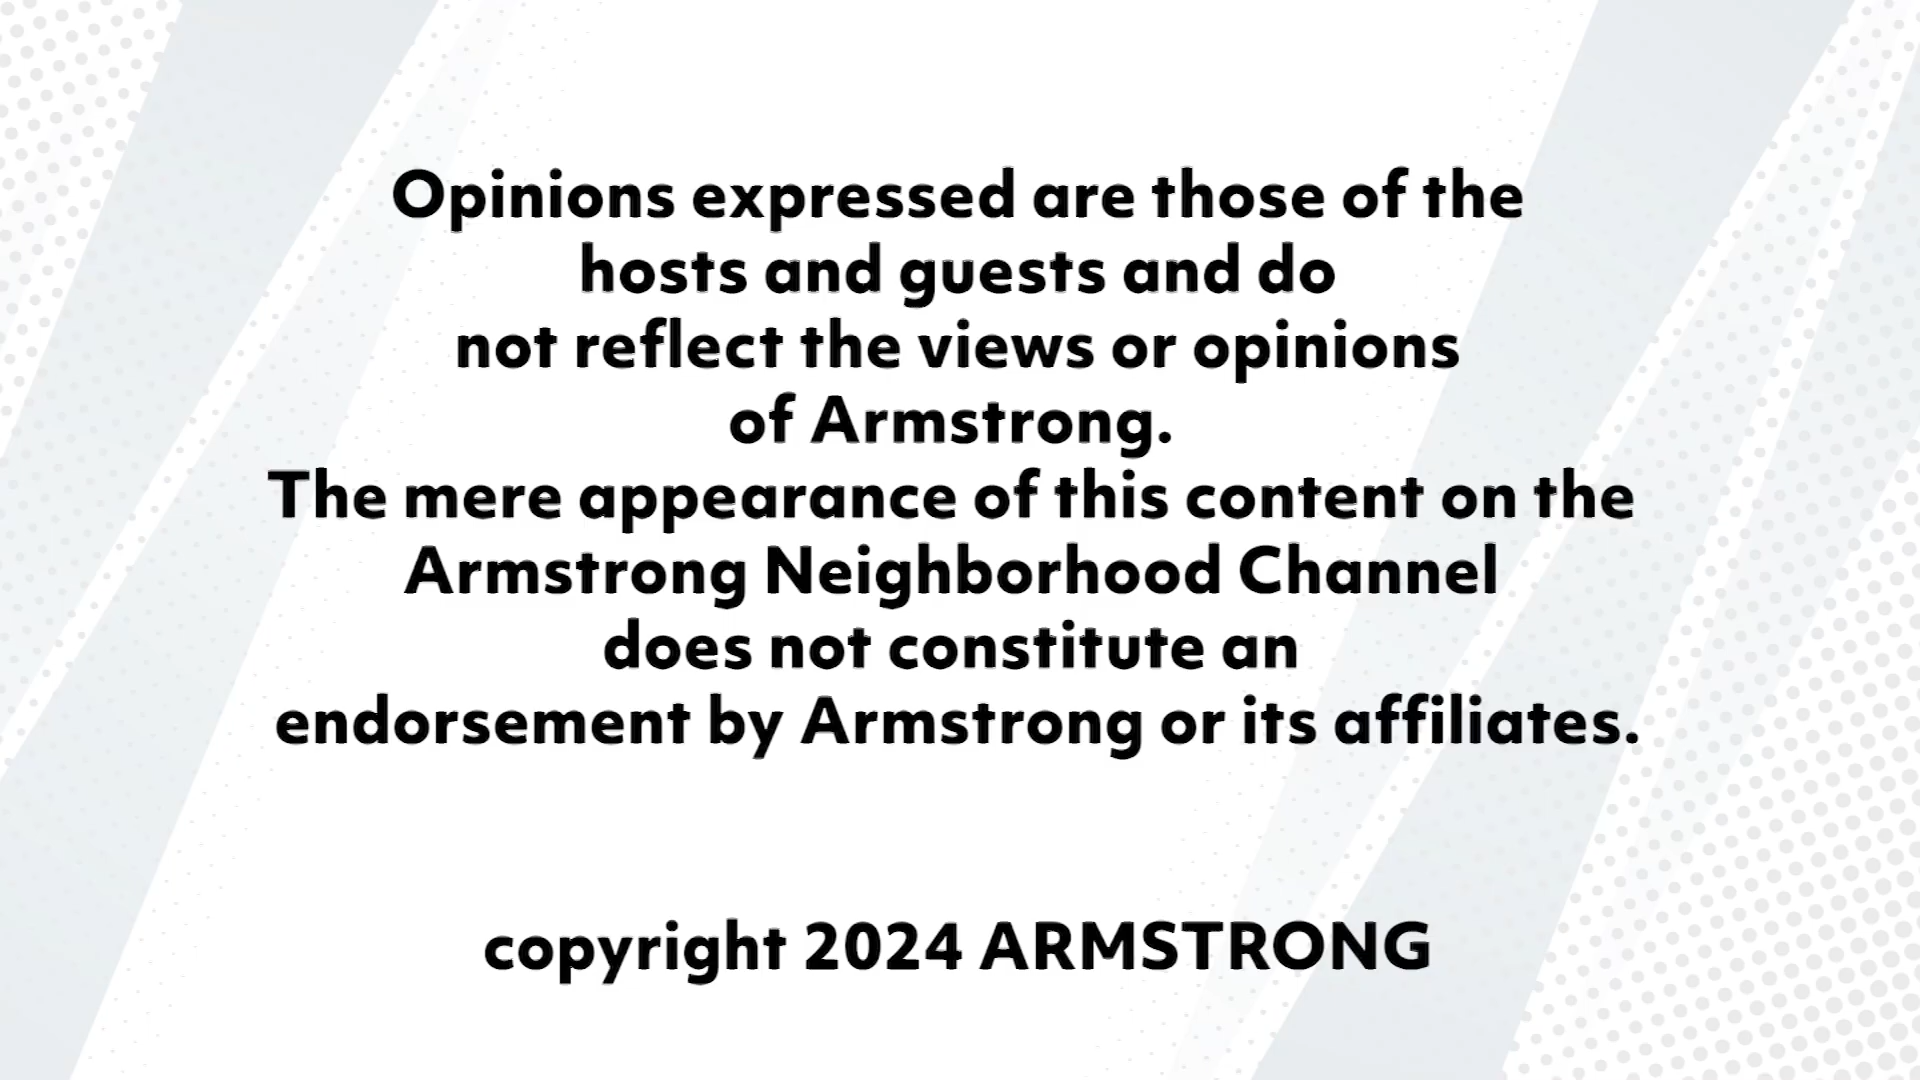 Opinions expressed are those of the
hosts and guests and do
not reflect the views or opinions
of Armstrong.
The mere appearance of this content on the
Armstrong Neighborhood Channel
does not constitute an
endorsement by Armstrong or its affiliates.
copyright 2024 ARMSTRONG